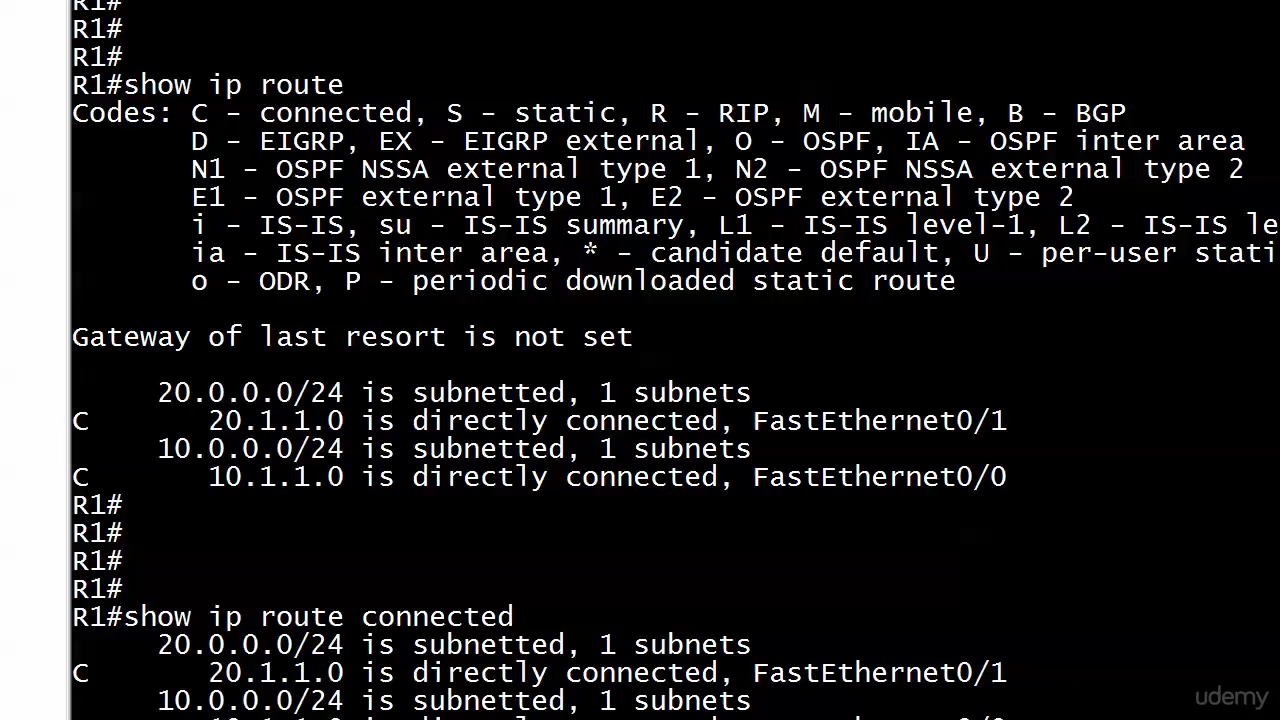 R1#
R1#
R1#
R1#show ip route
Codes: C - connected, S - static, R - RIP, M - mobile, B - BGP
       D - EIGRP, EX - EIGRP external, O - OSPF, IA - OSPF inter area
       N1 - OSPF NSSA external type 1, N2 - OSPF NSSA external type 2
       E1 - OSPF external type 1, E2 - OSPF external type 2
       i - IS-IS, su - IS-IS summary, L1 - IS-IS level-1, L2 - IS-IS le
       ia - IS-IS inter area, * - candidate default, U - per-user stati
       o - ODR, P - periodic downloaded static route
Gateway of last resort is not set
     20.0.0.0/24 is subnetted, 1 subnets
C       20.1.1.0 is directly connected, FastEthernet0/1
     10.0.0.0/24 is subnetted, 1 subnets
C       10.1.1.0 is directly connected, FastEthernet0/0
R1#
R1#
R1#
R1#
R1#show ip route connected
     20.0.0.0/24 is subnetted, 1 subnets
C       20.1.1.0 is directly connected, FastEthernet0/1
     10.0.0.0/24 is subnetted, 1 subnets
udemy